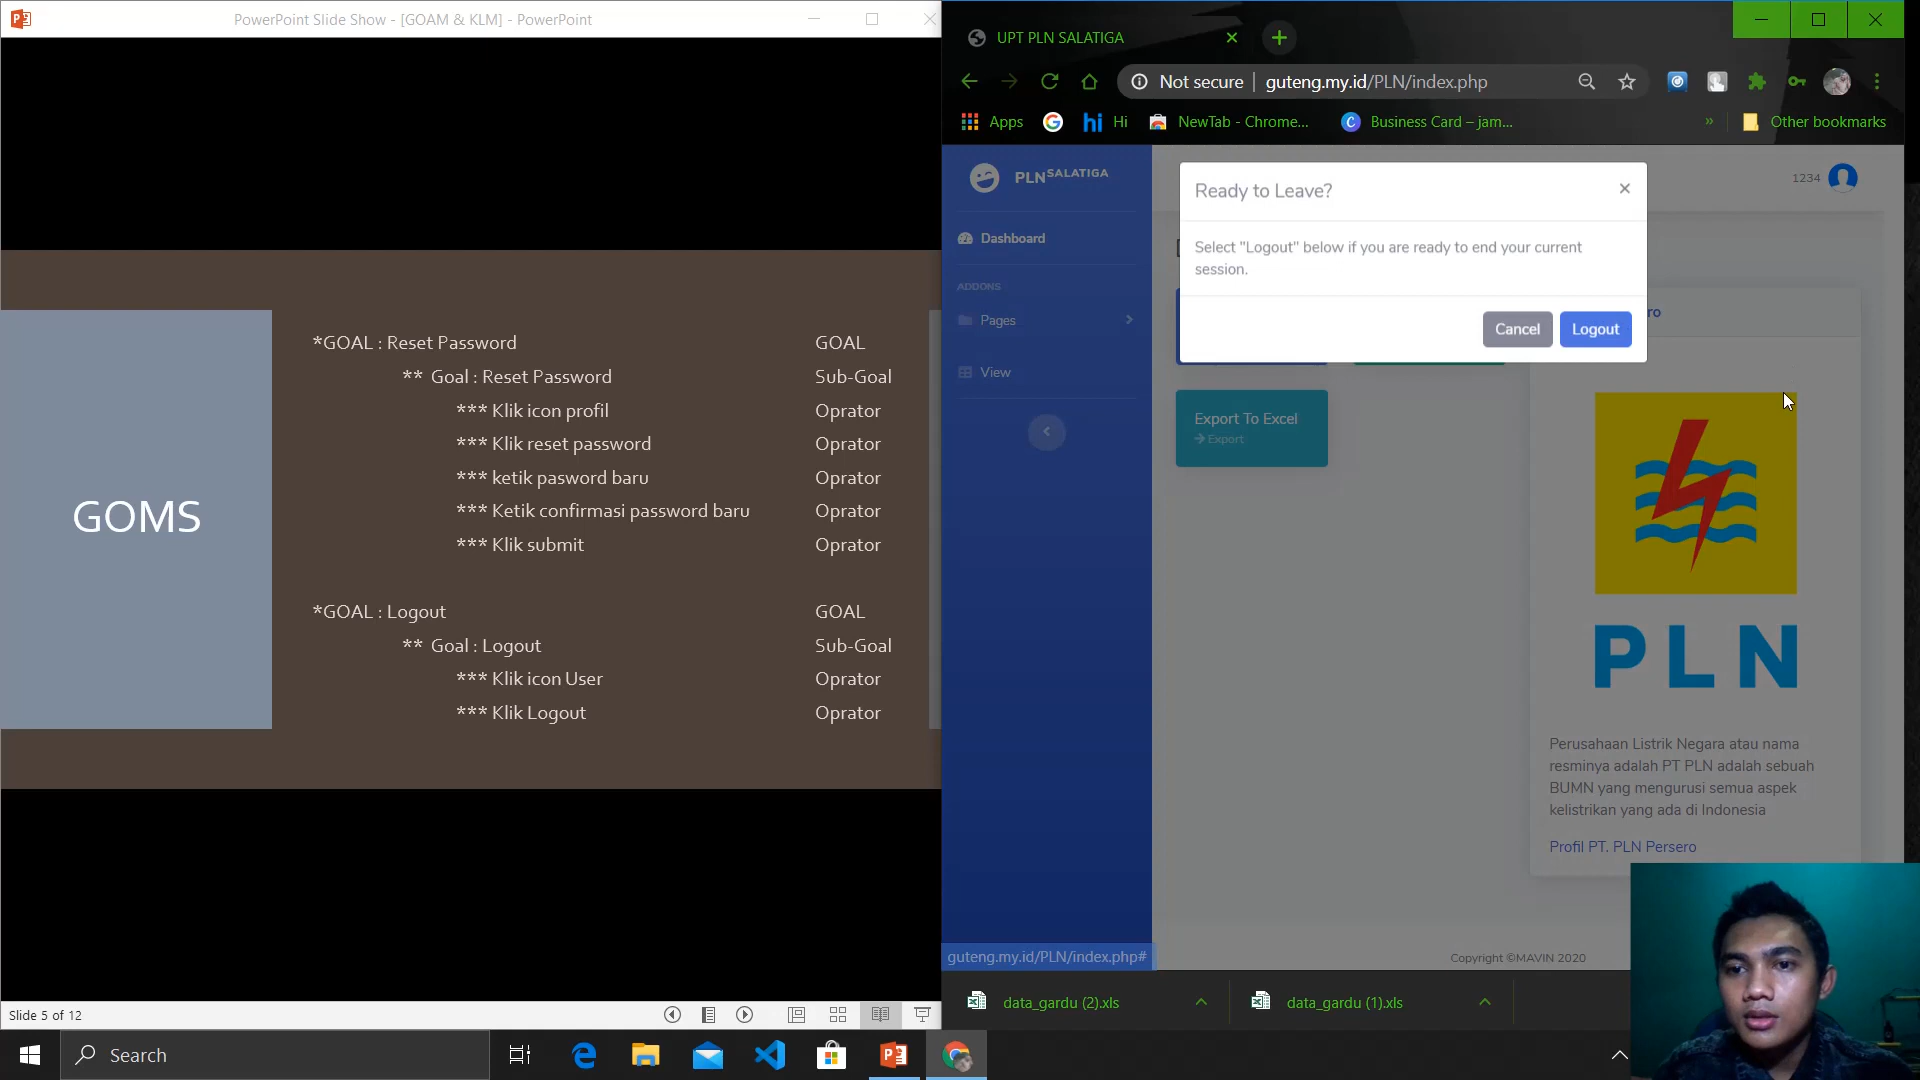 PowerPoint Slide Show - [GOAM & KLM] - PowerPoint
*GOAL : Reset Password GOAL
** Goal : Reset Password Sub-Goal
*** Klik icon profil Oprator
*** Klik reset password Oprator
*** ketik pasword baru Oprator
*** Ketik confirmasi password baru Oprator
*** Klik submit Oprator
GOMS
*GOAL : Logout GOAL
** Goal : Logout Sub-Goal
*** Klik icon User Oprator
*** Klik Logout Oprator
Slide 5 of 12
UPT PLN SALATIGA
Not secure | guteng.my.id/PLN/index.php
Apps Hi NewTab - Chrome... Business Card – jam... » Other bookmarks
PLN SALATIGA
1234
Dashboard
ADDONS
Pages
View
Ready to Leave? ×
Select "Logout" below if you are ready to end your current
session.
Cancel Logout
ro
Export To Excel
Export
PLN
Perusahaan Listrik Negara atau nama
resminya adalah PT PLN adalah sebuah
BUMN yang mengurusi semua aspek
kelistrikan yang ada di Indonesia
Profil PT. PLN Persero
guteng.my.id/PLN/index.php#
Copyright ©MAVIN 2020
data_gardu (2).xls data_gardu (1).xls
Search